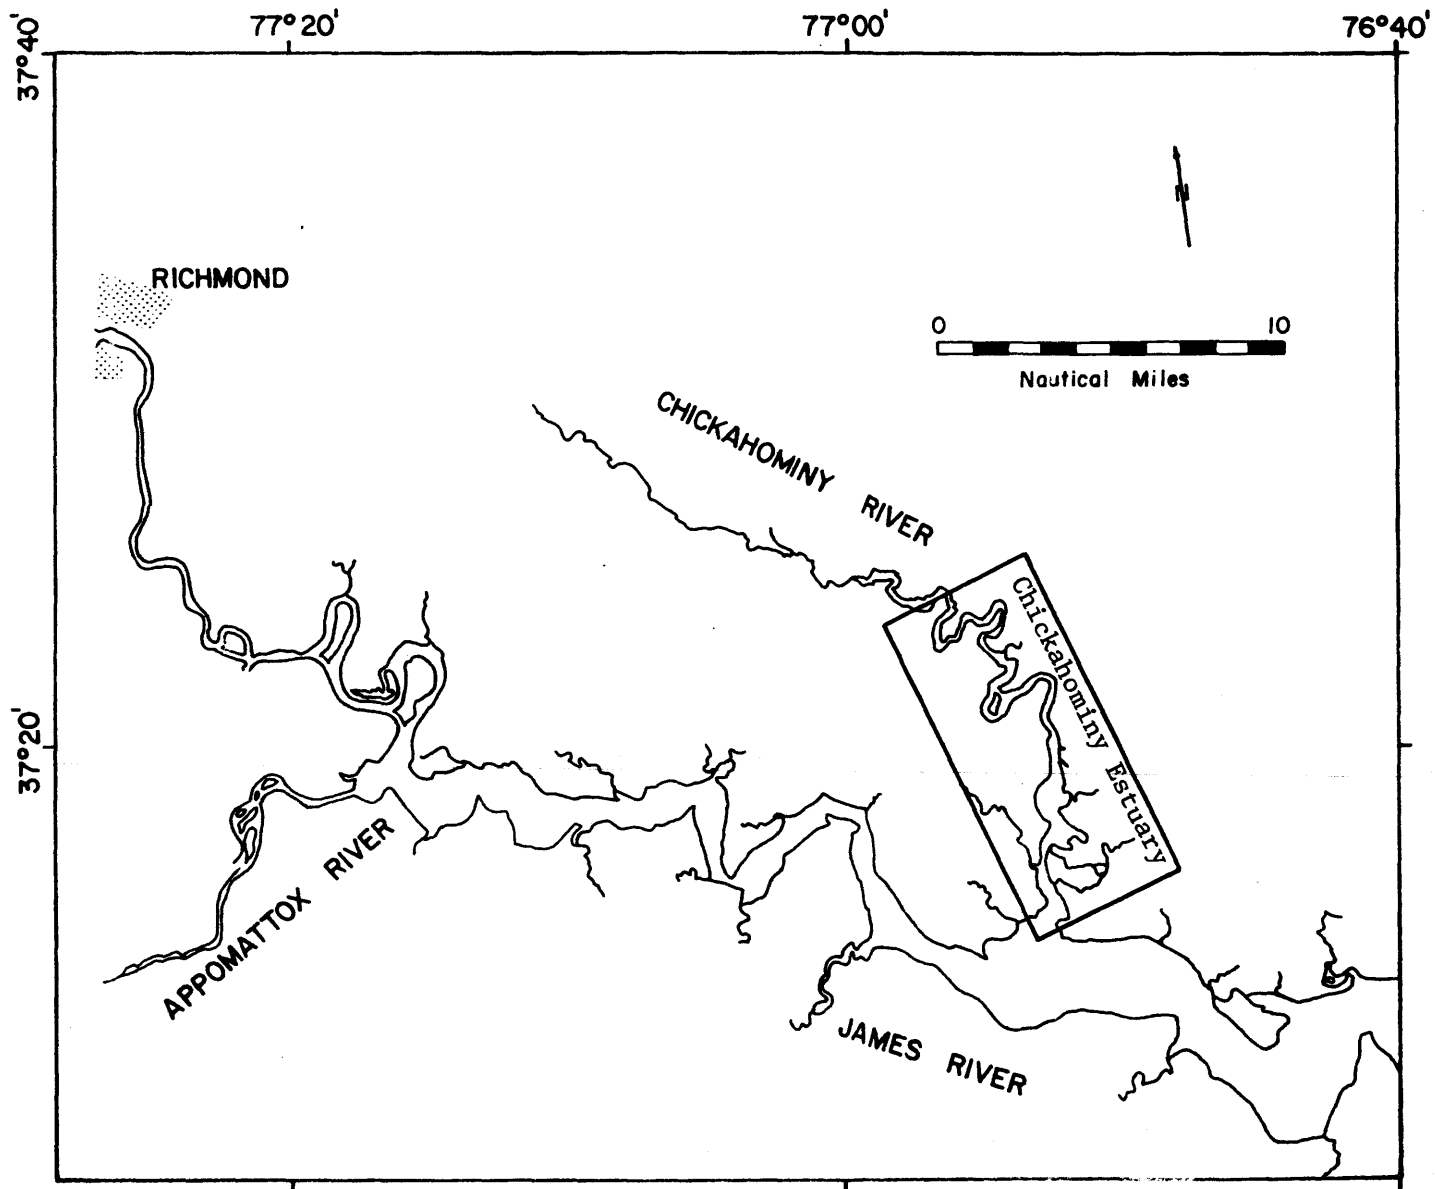 77°20'
77°00'
76°40'
37°40'
N
RICHMOND
0
10
Nautical Miles
CHICKAHOMINY RIVER
Chickahominy Estuary
37°20'
APPOMATTOX RIVER
JAMES RIVER